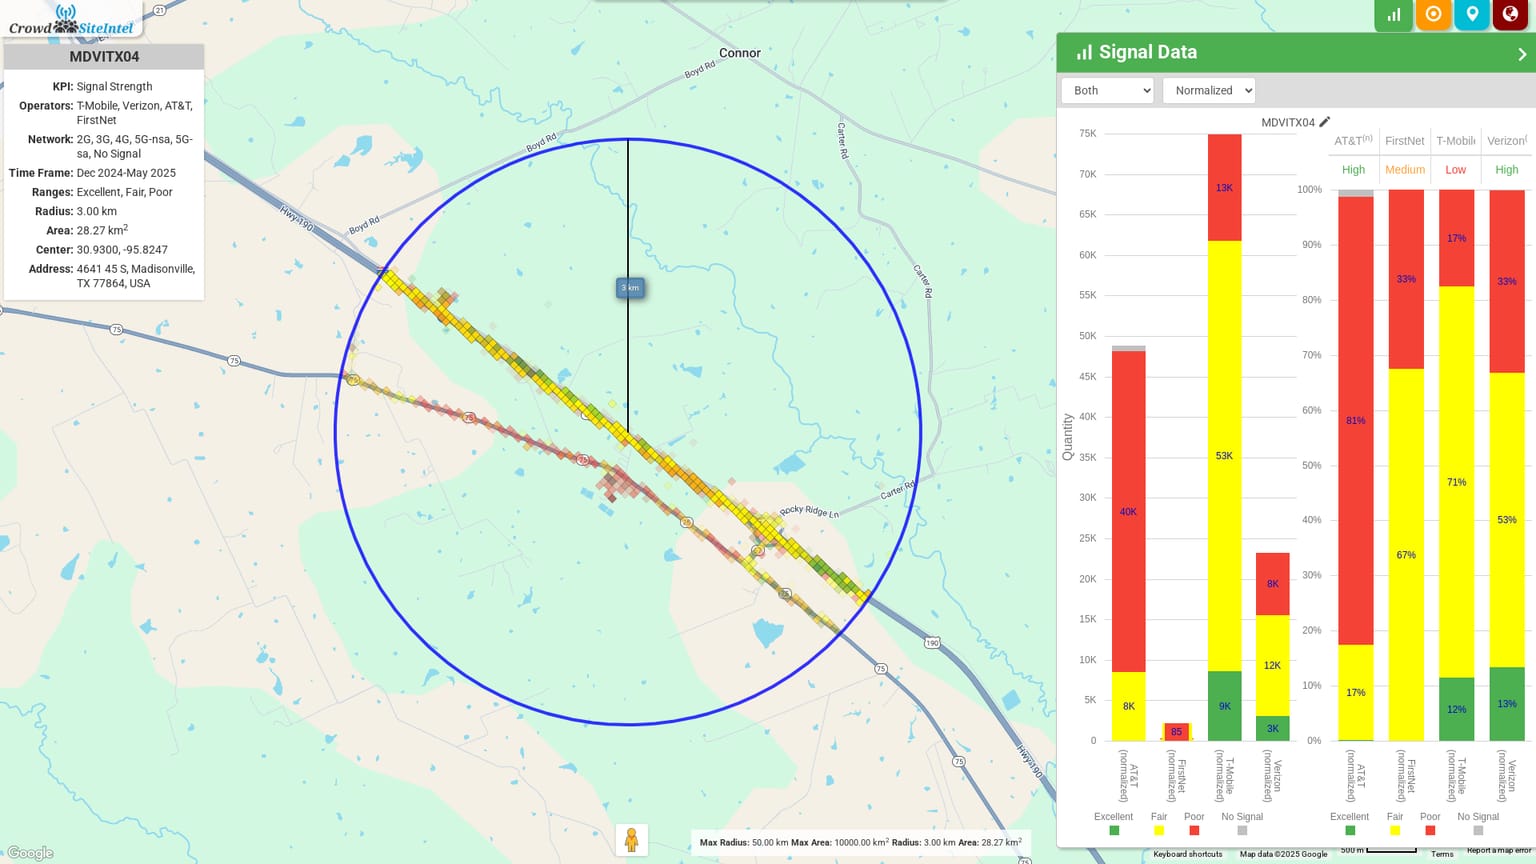 CrowdSiteIntel
MDVITX04
KPI: Signal Strength
Operators: T-Mobile, Verizon, AT&T,
FirstNet
Network: 2G, 3G, 4G, 5G-nsa, 5G-
sa, No Signal
Time Frame: Dec 2024-May 2025
Ranges: Excellent, Fair, Poor
Radius: 3.00 km
Area: 28.27 km²
Center: 30.9300, -95.8247
Address: 4641 45 S, Madisonville,
TX 77864, USA
21
Connor
Boyd Rd
Boyd Rd
Boyd Rd
Carter Rd
Carter Rd
Carter Rd
Hwy-190
3 km
75
75
75
75
75
75
75
Rocky Ridge Ln
190
75
75
Hwy-190
Google
Max Radius: 50.00 km Max Area: 10000.00 km² Radius: 3.00 km Area: 28.27 km²
Signal Data
Both
Normalized
MDVITX04
Quantity
75K
70K
65K
60K
55K
50K
45K
40K
35K
30K
25K
20K
15K
10K
5K
0
40K
8K
85
13K
53K
9K
8K
12K
3K
AT&T
(normalized)
FirstNet
(normalized)
T-Mobile
(normalized)
Verizon
(normalized)
Excellent
Fair
Poor
No Signal
AT&T(n)
FirstNet
T-Mobile
Verizon(
High
Medium
Low
High
100%
90%
80%
70%
60%
50%
40%
30%
20%
10%
0%
81%
17%
33%
67%
17%
71%
12%
33%
53%
13%
AT&T
(normalized)
FirstNet
(normalized)
T-Mobile
(normalized)
Verizon
(normalized)
Excellent
Fair
Poor
No Signal
Keyboard shortcuts
Map data ©2025 Google
500 m
Terms
Report a map error